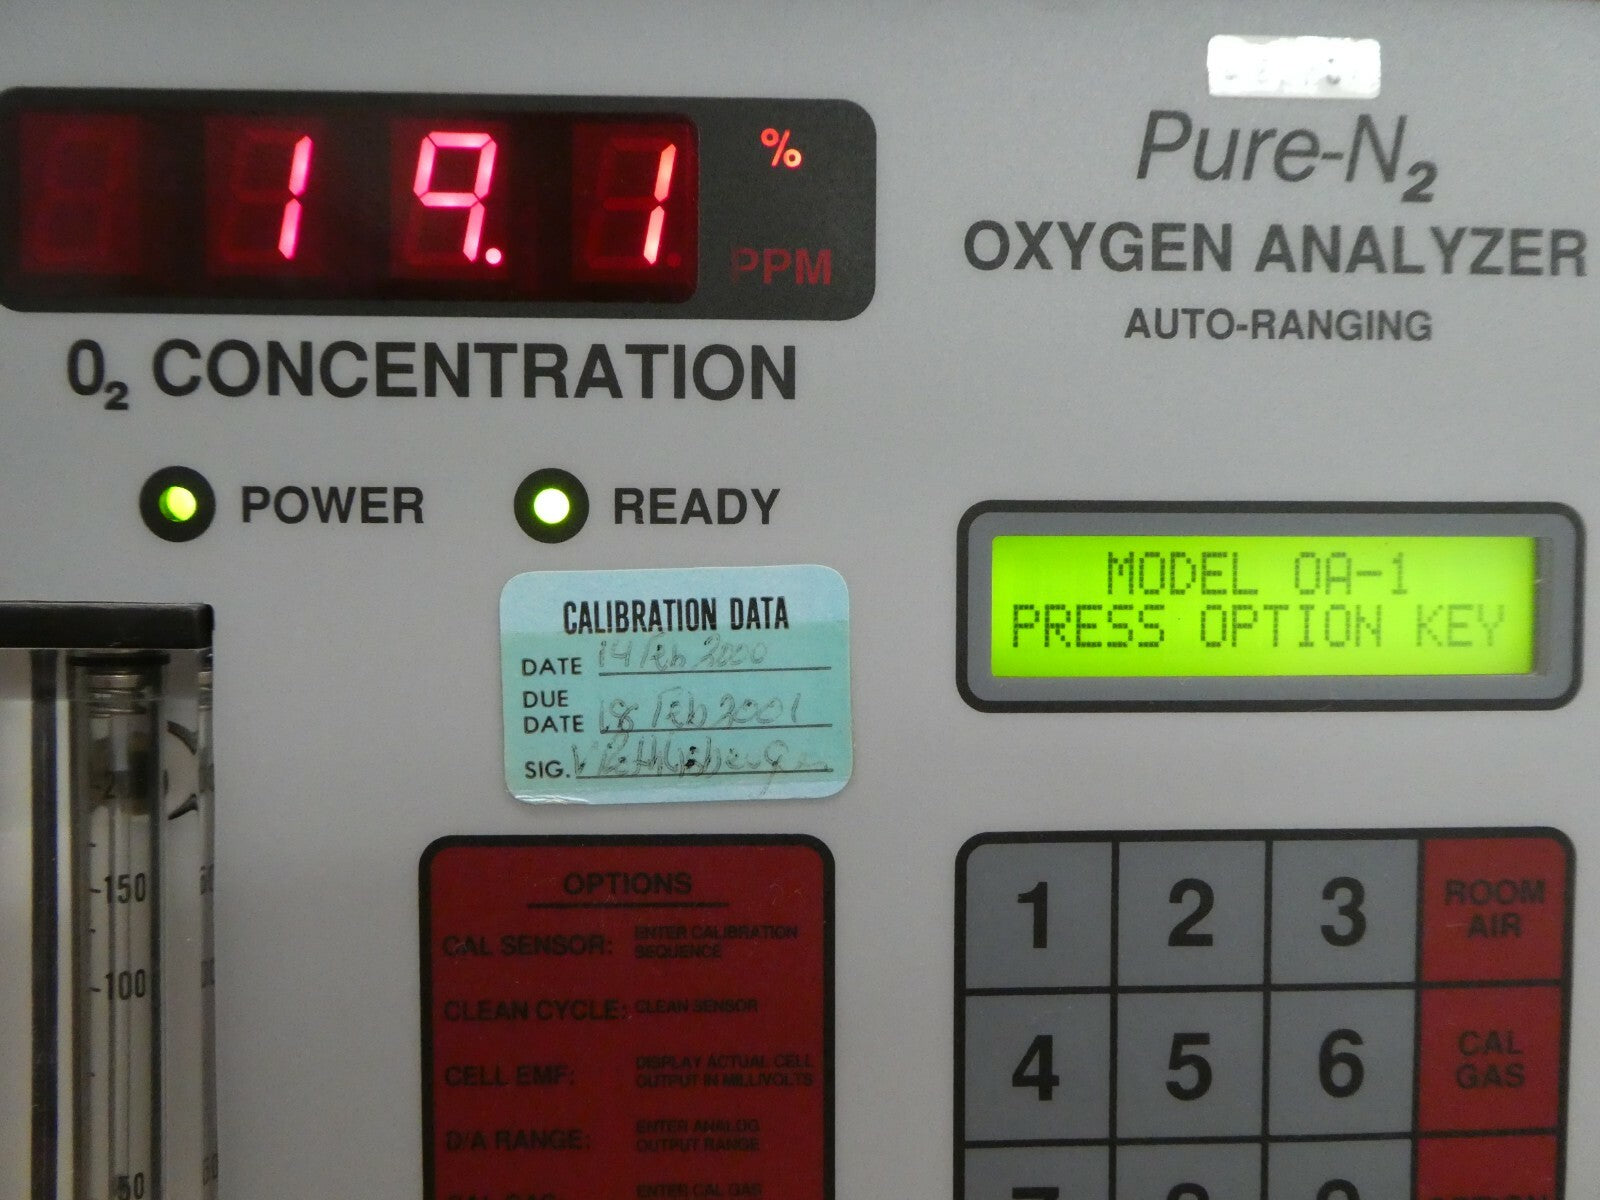 19.1 %
PPM
O2 CONCENTRATION
POWER
READY
Pure-N2
OXYGEN ANALYZER
AUTO-RANGING
MODEL OA-1
PRESS OPTION KEY
CALIBRATION DATA
DATE 14 Feb 2000
DUE
DATE 18 Feb 2001
SIG.
150
100
50
OPTIONS
CAL SENSOR: ENTER CALIBRATION
SEQUENCE
CLEAN CYCLE: CLEAN SENSOR
CELL EMF: DISPLAY ACTUAL CELL
OUTPUT IN MILLIVOLTS
D/A RANGE: ENTER ANALOG
OUTPUT RANGE
ENTER CAL GAS
1 2 3 ROOM
AIR
4 5 6 CAL
GAS